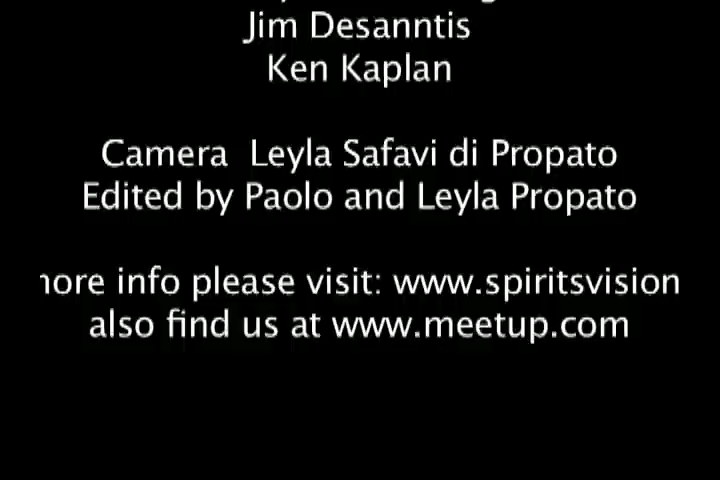 Jim Desanntis
Ken Kaplan
Camera Leyla Safavi di Propato
Edited by Paolo and Leyla Propato
info please visit: www.spiritsvision
also find us at www.meetup.com